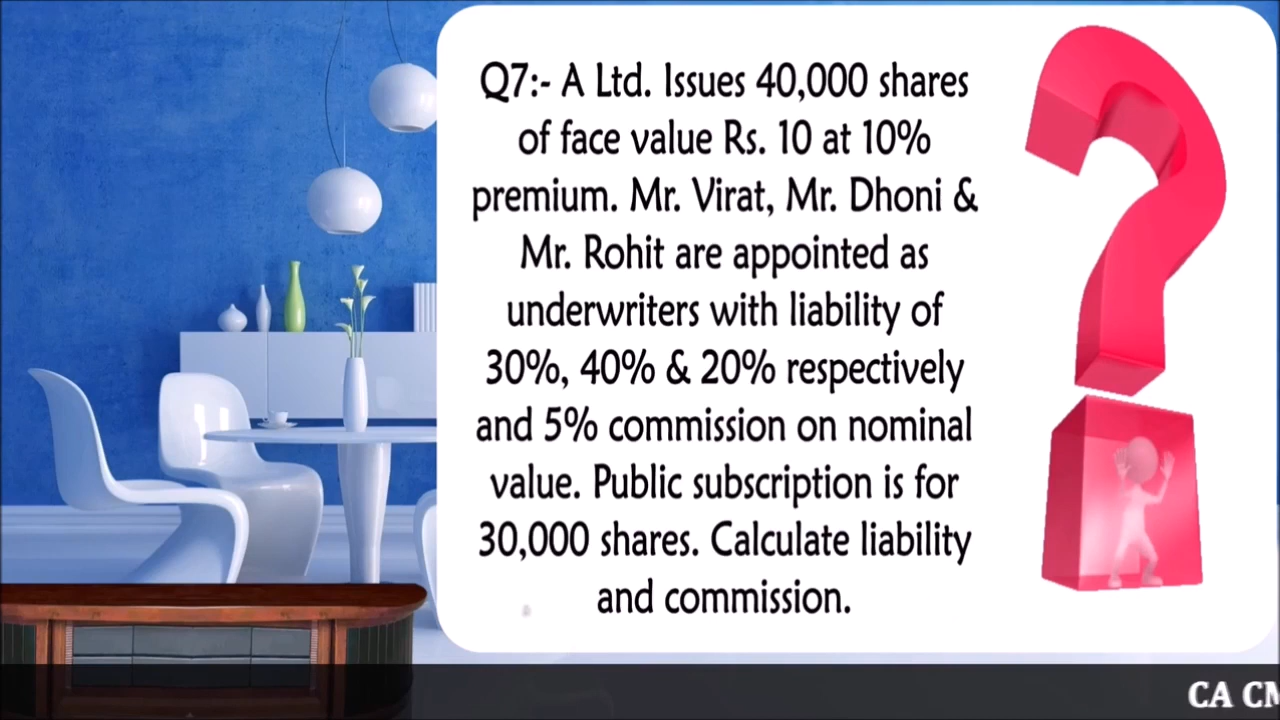 Q7:- A Ltd. Issues 40,000 shares
of face value Rs. 10 at 10%
premium. Mr. Virat, Mr. Dhoni &
Mr. Rohit are appointed as
underwriters with liability of
30%, 40% & 20% respectively
and 5% commission on nominal
value. Public subscription is for
30,000 shares. Calculate liability
and commission.
CA